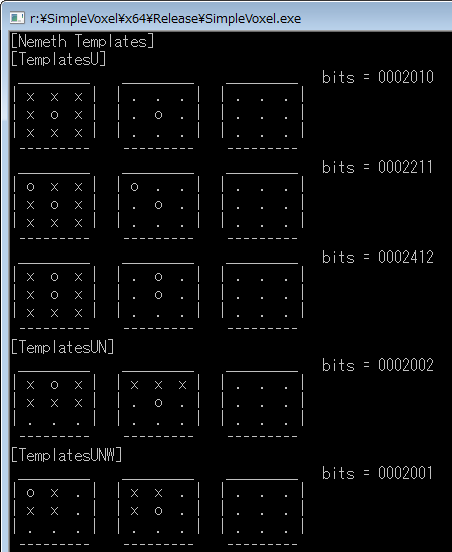 r:¥SimpleVoxel¥x64¥Release¥SimpleVoxel.exe
[Nemeth Templates]
[TemplatesU]
bits = 0002010
| x x x | | . . . | | . . . |
| x o x | | . o . | | . . . |
| x x x | | . . . | | . . . |
bits = 0002211
| o x x | | o . . | | . . . |
| x o x | | . o . | | . . . |
| x x x | | . . . | | . . . |
bits = 0002412
| x o x | | . o . | | . . . |
| x o x | | . o . | | . . . |
| x x x | | . . . | | . . . |
[TemplatesUN]
bits = 0002002
| x o x | | x x x | | . . . |
| x x x | | . o . | | . . . |
| . . . | | . . . | | . . . |
[TemplatesUNW]
bits = 0002001
| o x . | | x x . | | . . . |
| x x . | | x o . | | . . . |
| . . . | | . . . | | . . . |